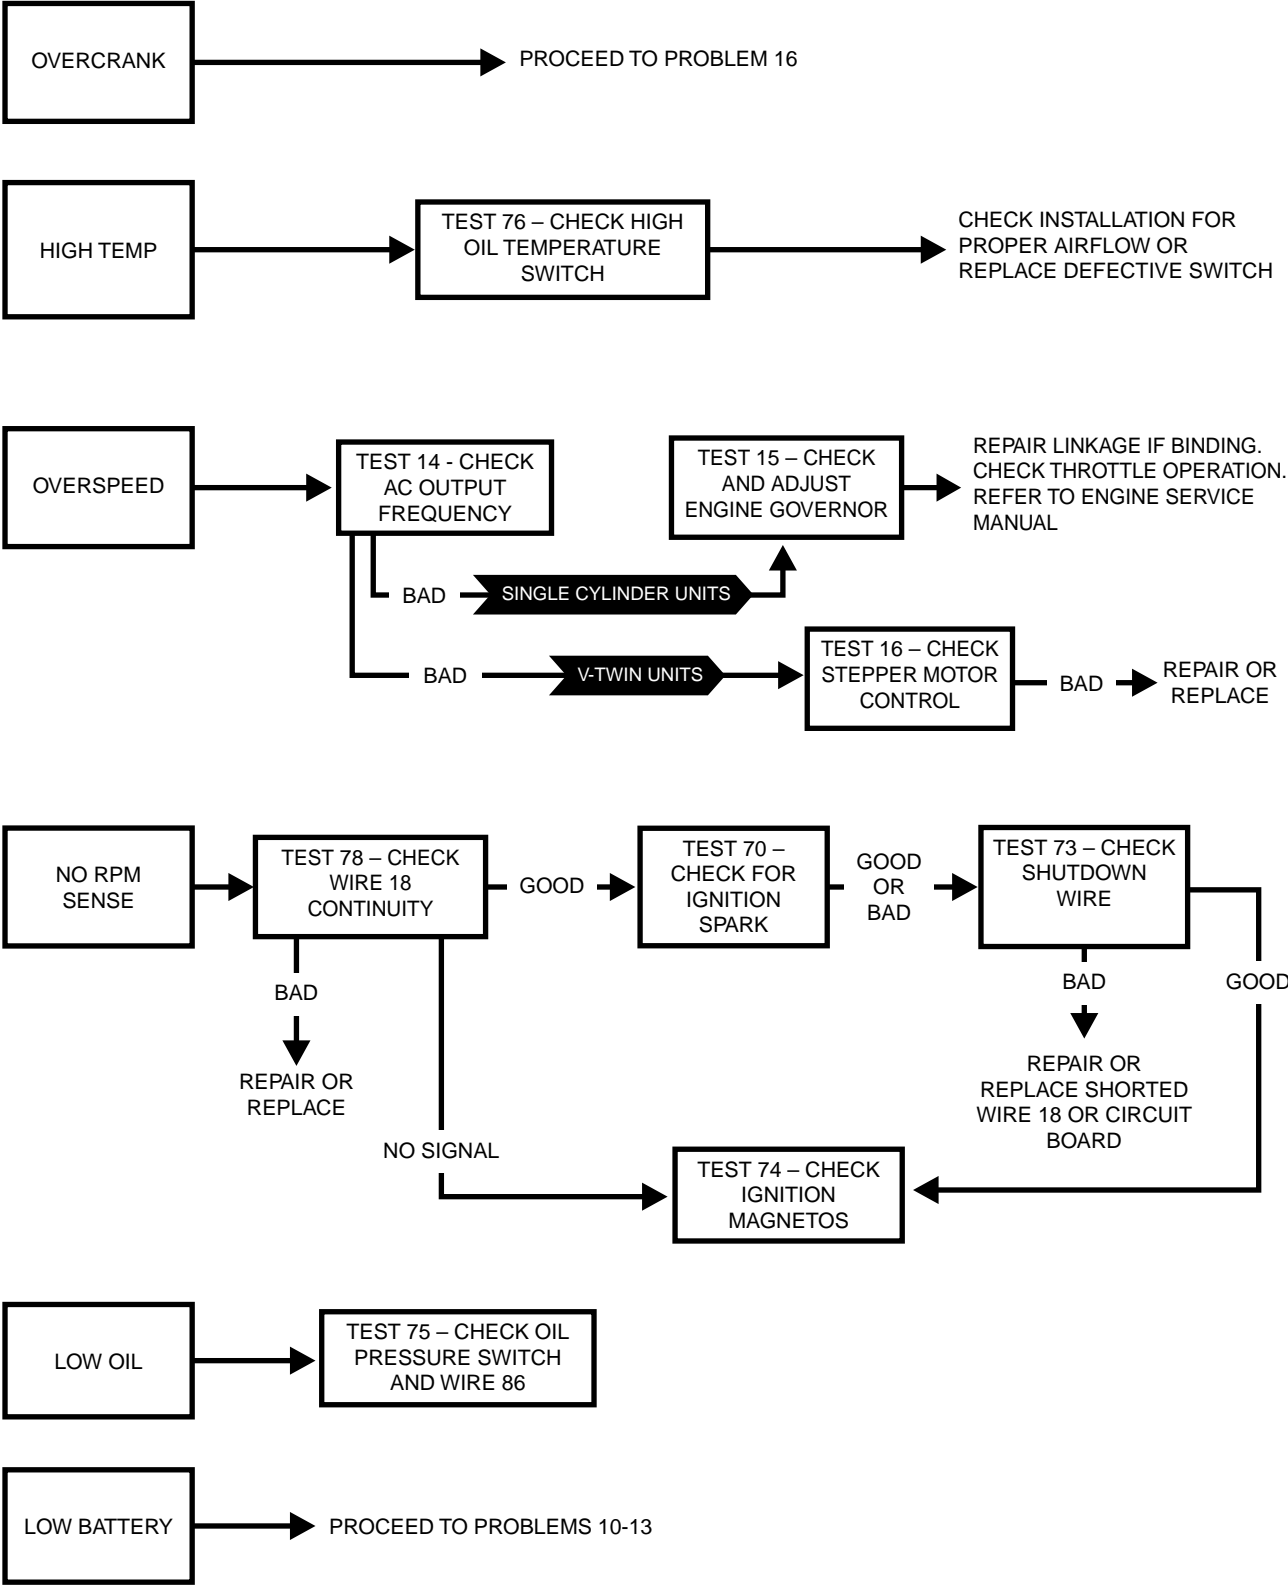 OVERCRANK
PROCEED TO PROBLEM 16
HIGH TEMP
TEST 76 – CHECK HIGH
OIL TEMPERATURE
SWITCH
CHECK INSTALLATION FOR
PROPER AIRFLOW OR
REPLACE DEFECTIVE SWITCH
OVERSPEED
TEST 14 - CHECK
AC OUTPUT
FREQUENCY
BAD
SINGLE CYLINDER UNITS
TEST 15 – CHECK
AND ADJUST
ENGINE GOVERNOR
REPAIR LINKAGE IF BINDING.
CHECK THROTTLE OPERATION.
REFER TO ENGINE SERVICE
MANUAL
BAD
V-TWIN UNITS
TEST 16 – CHECK
STEPPER MOTOR
CONTROL
BAD
REPAIR OR
REPLACE
NO RPM
SENSE
TEST 78 – CHECK
WIRE 18
CONTINUITY
GOOD
TEST 70 –
CHECK FOR
IGNITION
SPARK
GOOD
OR
BAD
TEST 73 – CHECK
SHUTDOWN
WIRE
BAD
REPAIR OR
REPLACE
NO SIGNAL
BAD
REPAIR OR
REPLACE SHORTED
WIRE 18 OR CIRCUIT
BOARD
GOOD
TEST 74 – CHECK
IGNITION
MAGNETOS
LOW OIL
TEST 75 – CHECK OIL
PRESSURE SWITCH
AND WIRE 86
LOW BATTERY
PROCEED TO PROBLEMS 10-13